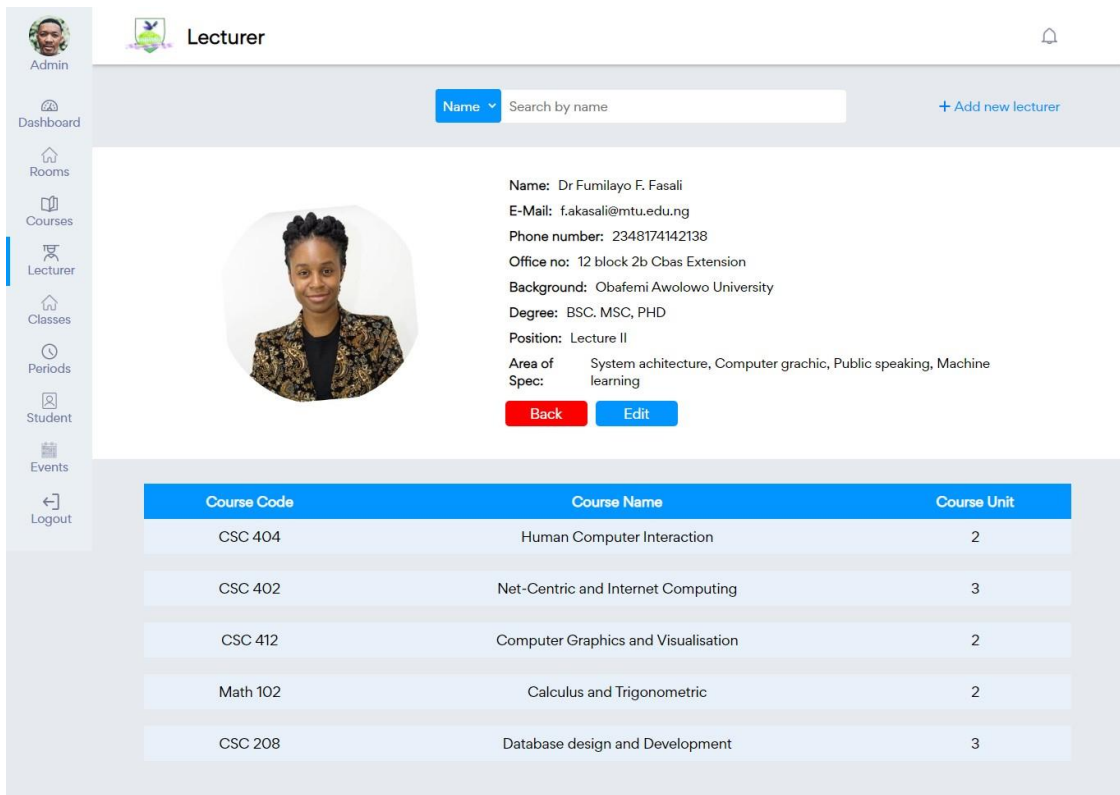 Admin
Dashboard
Rooms
Courses
Lecturer
Classes
Periods
Student
Events
Logout
Lecturer
Name Search by name + Add new lecturer
Name: Dr Fumilayo F. Fasali
E-Mail: f.akasali@mtu.edu.ng
Phone number: 2348174142138
Office no: 12 block 2b Cbas Extension
Background: Obafemi Awolowo University
Degree: BSC. MSC, PHD
Position: Lecture II
Area of Spec: System achitecture, Computer grachic, Public speaking, Machine
learning
Back Edit
Course Code Course Name Course Unit
CSC 404 Human Computer Interaction 2
CSC 402 Net-Centric and Internet Computing 3
CSC 412 Computer Graphics and Visualisation 2
Math 102 Calculus and Trigonometric 2
CSC 208 Database design and Development 3